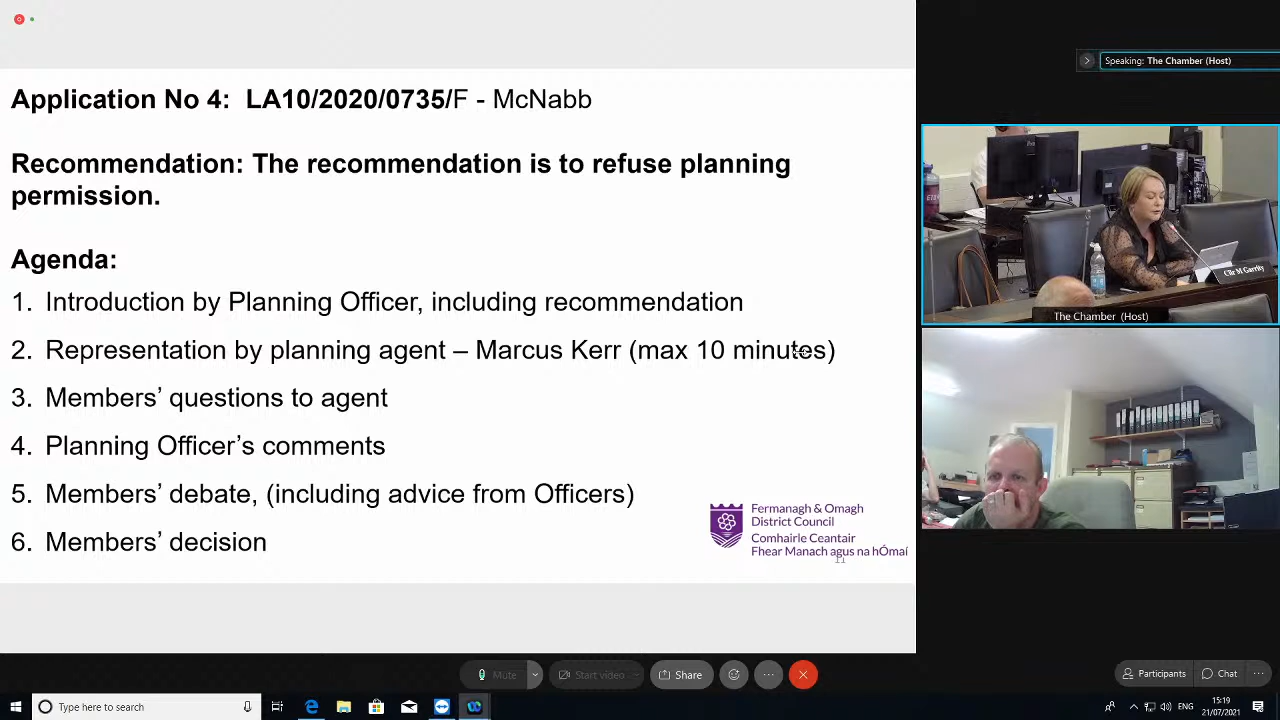 Application No 4: LA10/2020/0735/F - McNabb
Recommendation: The recommendation is to refuse planning
permission.
Agenda:
1. Introduction by Planning Officer, including recommendation
2. Representation by planning agent – Marcus Kerr (max 10 minutes)
3. Members’ questions to agent
4. Planning Officer’s comments
5. Members’ debate, (including advice from Officers)
6. Members’ decision
Fermanagh & Omagh
District Council
Comhairle Ceantair
Fhear Manach agus na hÓmaí
11
Speaking: The Chamber (Host)
Cllr M Garrity
The Chamber (Host)
Mute
Start video
Share
Participants
Chat
Type here to search
ENG
15:19
21/07/2021